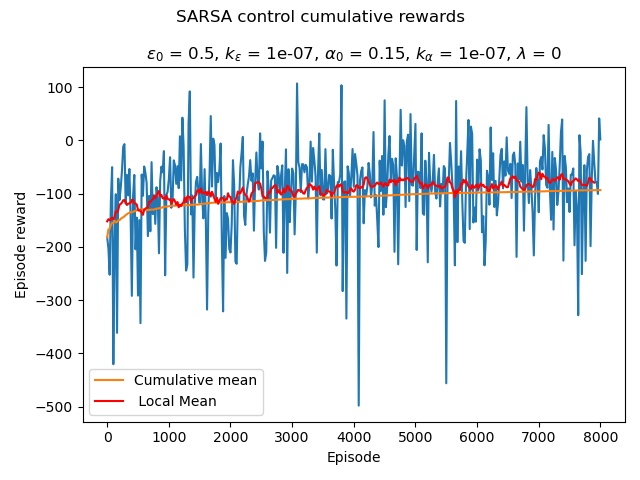 SARSA control cumulative rewards
ε₀ = 0.5, kε = 1e-07, α₀ = 0.15, kα = 1e-07, λ = 0
Episode reward
100
0
−100
−200
−300
−400
−500
Cumulative mean
Local Mean
0 1000 2000 3000 4000 5000 6000 7000 8000
Episode